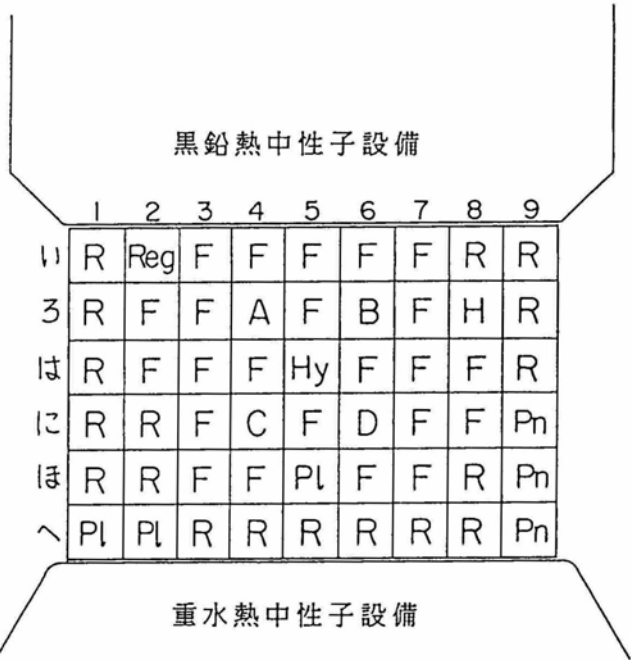 黒鉛熱中性子設備
1 2 3 4 5 6 7 8 9
い R Reg F F F F F R R
ろ R F F A F B F H R
は R F F F Hy F F F R
に R R F C F D F F Pn
ほ R R F F Pl F F R Pn
へ Pl Pl R R R R R R Pn
重水熱中性子設備